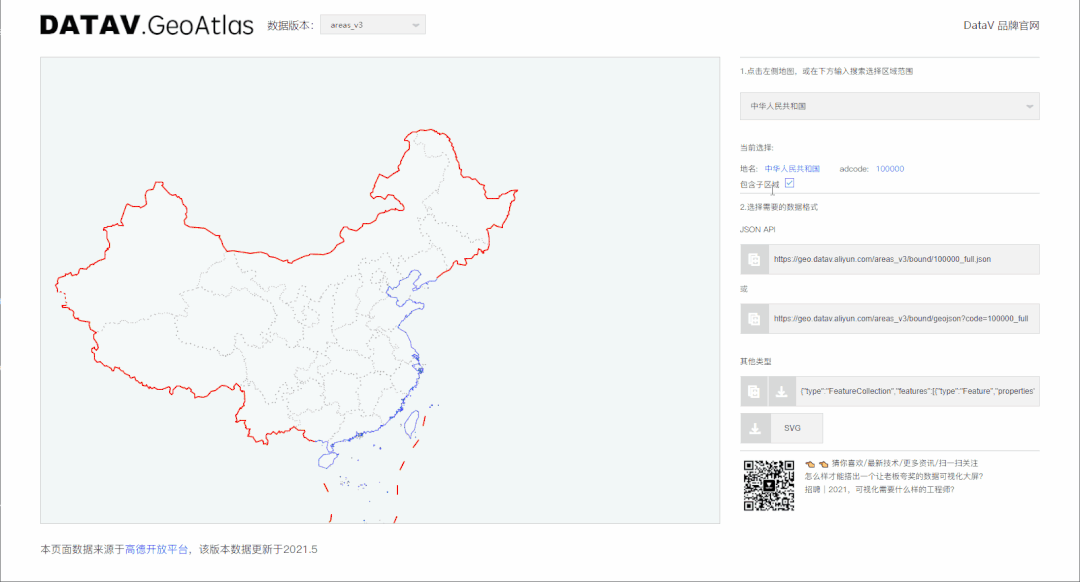 DATAV.GeoAtlas 数据版本： areas_v3 DataV 品牌官网
1.点击左侧地图，或在下方输入搜索选择区域范围
中华人民共和国
当前选择:
地名: 中华人民共和国 adcode: 100000
包含子区域
2.选择需要的数据格式
JSON API
https://geo.datav.aliyun.com/areas_v3/bound/100000_full.json
或
https://geo.datav.aliyun.com/areas_v3/bound/geojson?code=100000_full
其他类型
{"type":"FeatureCollection","features":[{"type":"Feature","properties"
SVG
猜你喜欢/最新技术/更多资讯/扫一扫关注
怎么样才能搭出一个让老板夸奖的数据可视化大屏?
招聘｜2021，可视化需要什么样的工程师?
本页面数据来源于高德开放平台，该版本数据更新于2021.5